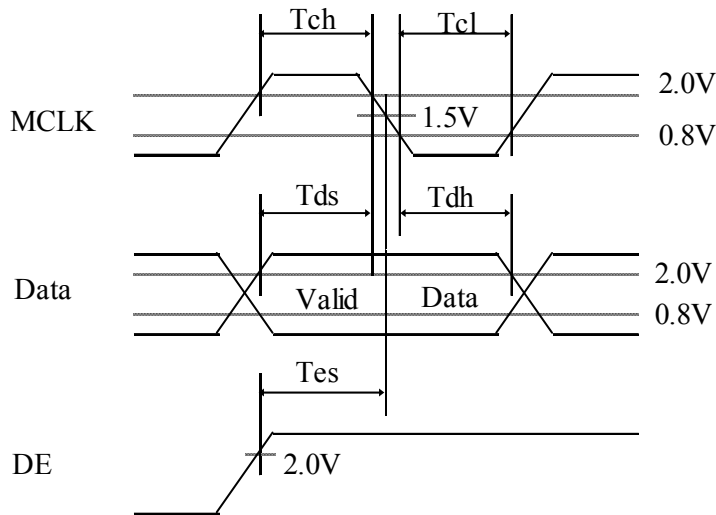 Tch
Tcl
2.0V
MCLK
1.5V
0.8V
Tds
Tdh
Data
2.0V
Valid
Data
0.8V
Tes
DE
2.0V